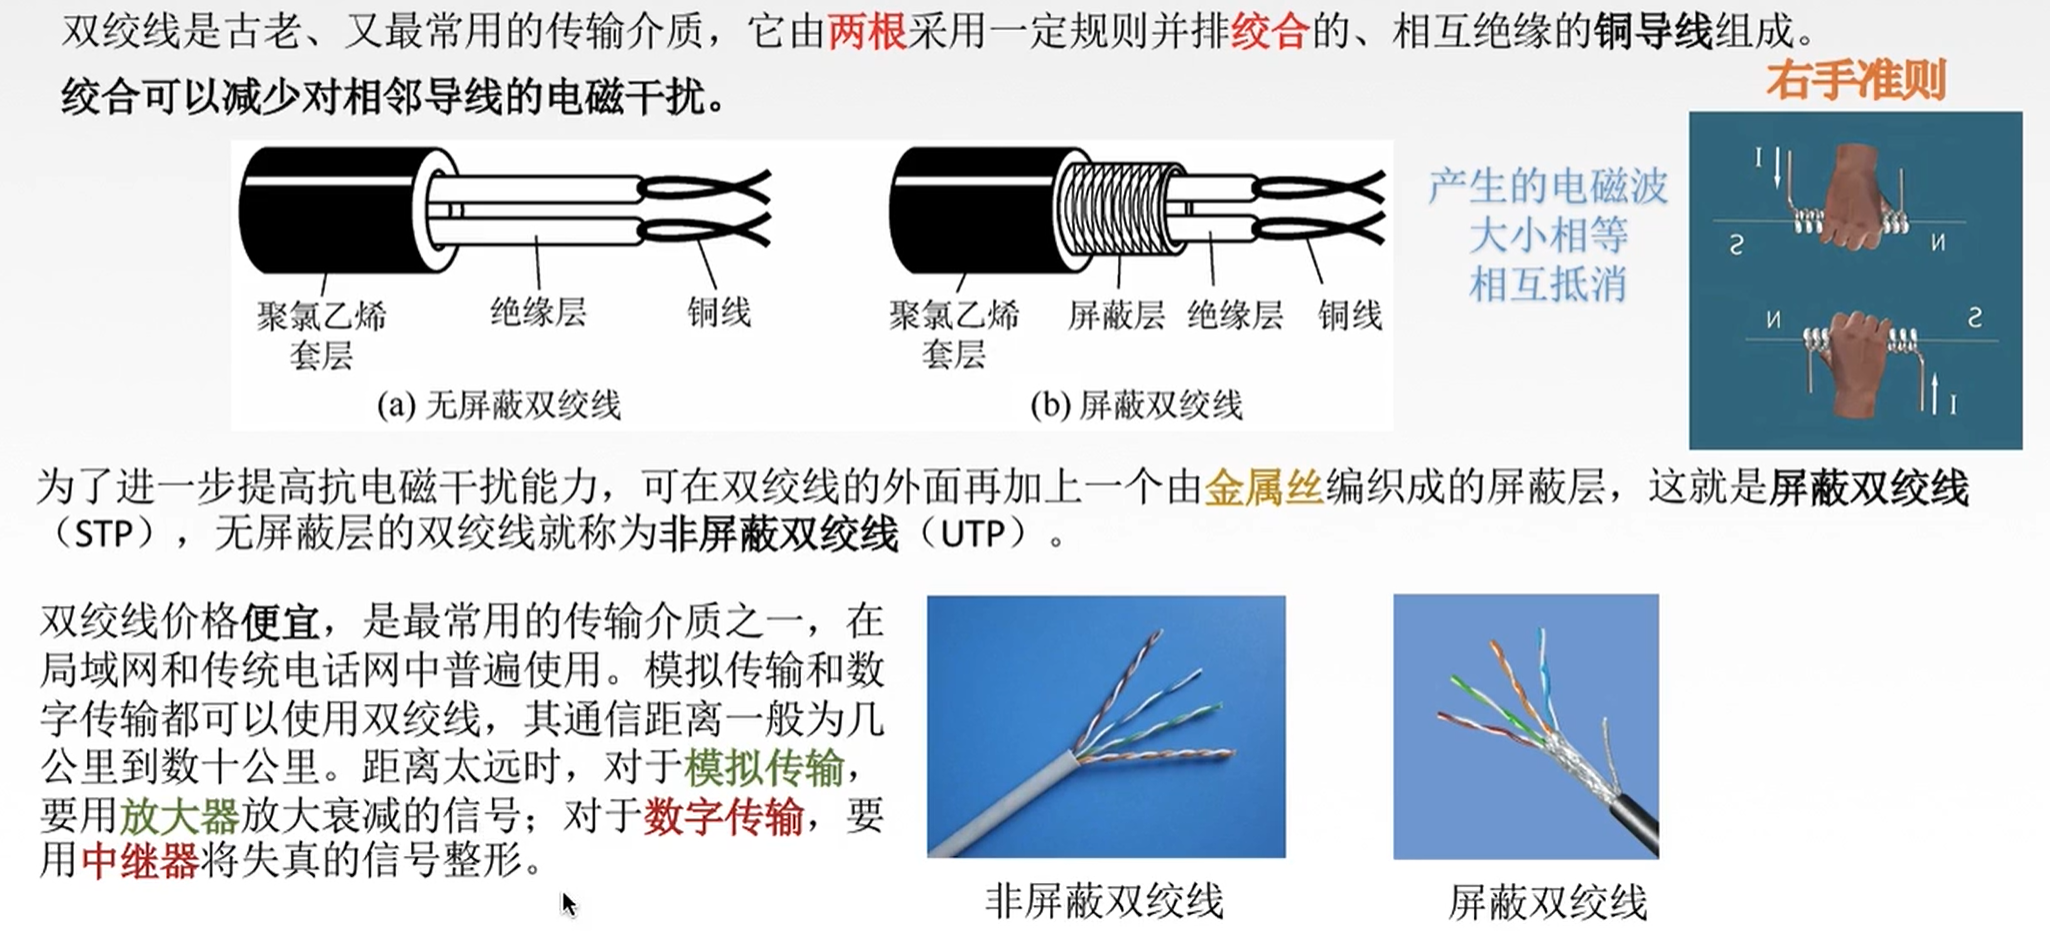 双绞线是古老、又最常用的传输介质，它由两根采用一定规则并排绞合的、相互绝缘的铜导线组成。
绞合可以减少对相邻导线的电磁干扰。
右手准则
聚氯乙烯
套层
绝缘层
铜线
(a) 无屏蔽双绞线
聚氯乙烯
套层
屏蔽层
绝缘层
铜线
(b) 屏蔽双绞线
产生的电磁波
大小相等
相互抵消
I
S
N
N
S
I
为了进一步提高抗电磁干扰能力，可在双绞线的外面再加上一个由金属丝编织成的屏蔽层，这就是屏蔽双绞线
（STP），无屏蔽层的双绞线就称为非屏蔽双绞线（UTP）。
双绞线价格便宜，是最常用的传输介质之一，在
局域网和传统电话网中普遍使用。模拟传输和数
字传输都可以使用双绞线，其通信距离一般为几
公里到数十公里。距离太远时，对于模拟传输，
要用放大器放大衰减的信号；对于数字传输，要
用中继器将失真的信号整形。
非屏蔽双绞线
屏蔽双绞线